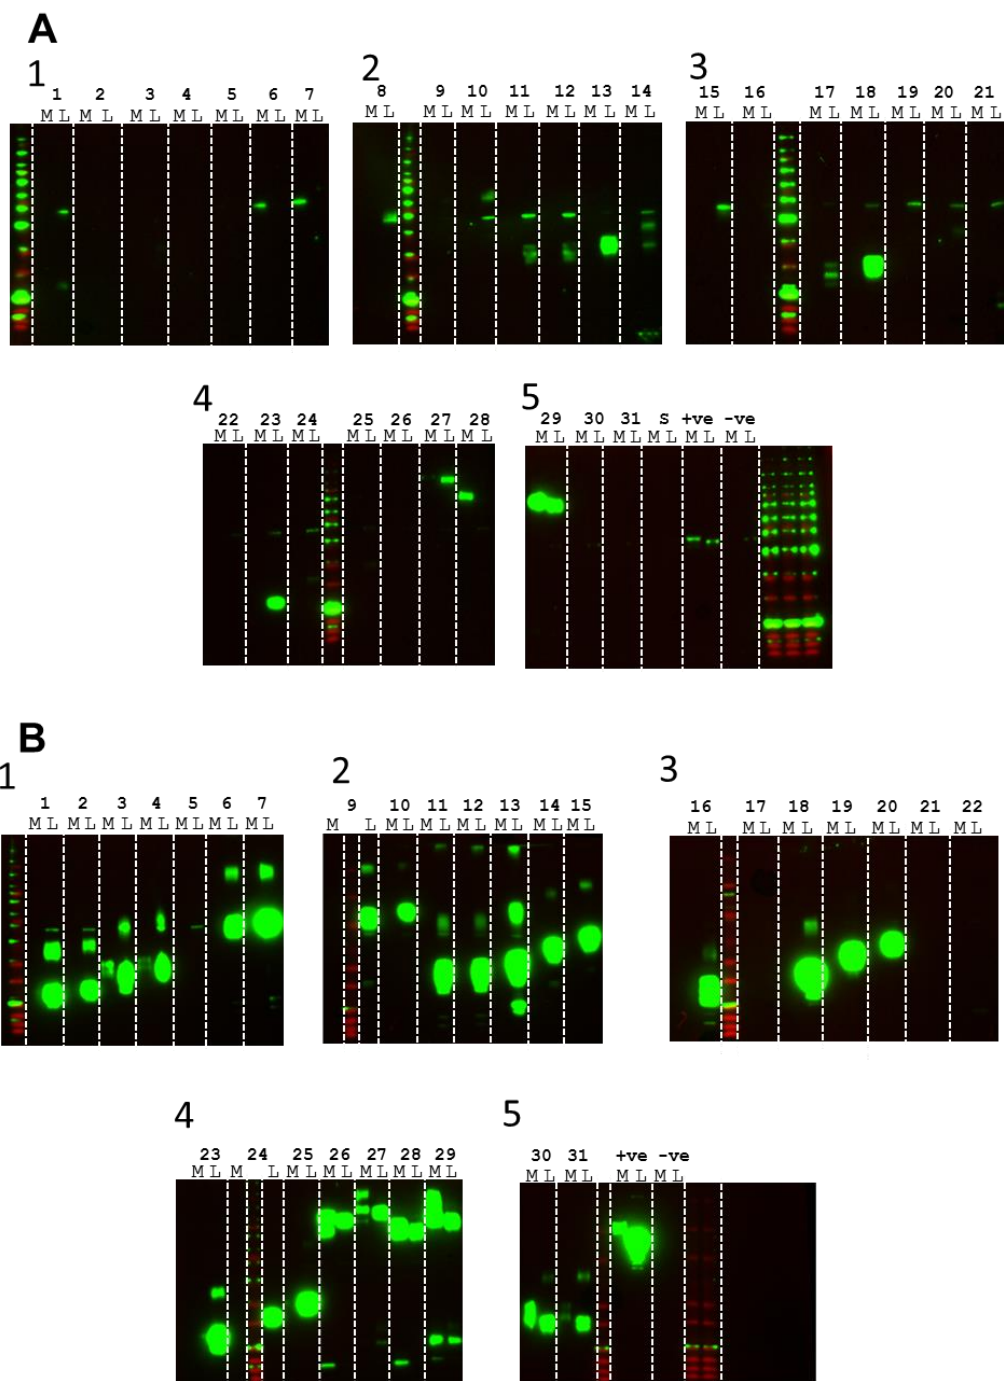 A
1 2 3
1 2 3 4 5 6 7 8 9 10 11 12 13 14 15 16 17 18 19 20 21
M L M L M L M L M L M L M L M L M L M L M L M L M L M L M L M L M L M L M L M L M L
4 5
22 23 24 25 26 27 28 29 30 31 S +ve -ve
M L M L M L M L M L M L M L M L M L M L M L M L M L
B
1 2 3
1 2 3 4 5 6 7 9 10 11 12 13 14 15 16 17 18 19 20 21 22
M L M L M L M L M L M L M L M L M L M L M L M L M L M L M L M L M L M L M L M L M L
4 5
23 24 25 26 27 28 29 30 31 +ve -ve
M L M L M L M L M L M L M L M L M L M L M L